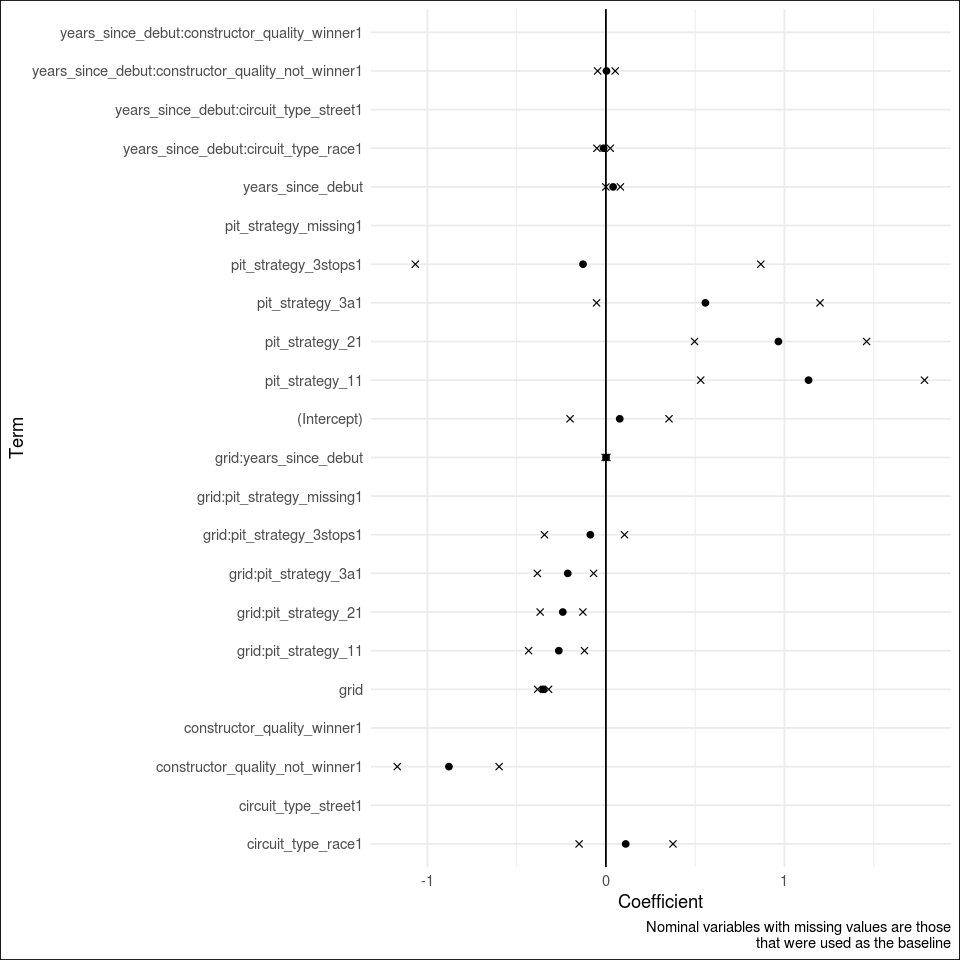 years_since_debut:constructor_quality_winner1
years_since_debut:constructor_quality_not_winner1
years_since_debut:circuit_type_street1
years_since_debut:circuit_type_race1
years_since_debut
pit_strategy_missing1
pit_strategy_3stops1
pit_strategy_3a1
pit_strategy_21
pit_strategy_11
(Intercept)
grid:years_since_debut
grid:pit_strategy_missing1
grid:pit_strategy_3stops1
grid:pit_strategy_3a1
grid:pit_strategy_21
grid:pit_strategy_11
grid
constructor_quality_winner1
constructor_quality_not_winner1
circuit_type_street1
circuit_type_race1
Term
-1 0 1
Coefficient
Nominal variables with missing values are those
that were used as the baseline